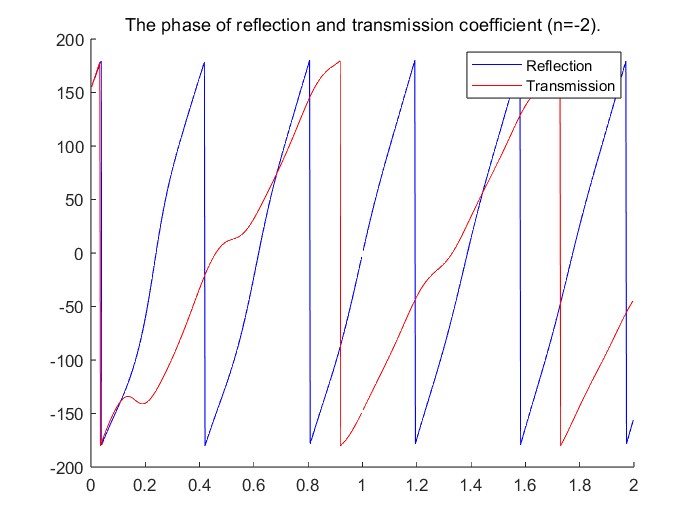 The phase of reflection and transmission coefficient (n=-2).
200
150
100
50
0
-50
-100
-150
-200
Reflection
Transmission
0 0.2 0.4 0.6 0.8 1 1.2 1.4 1.6 1.8 2